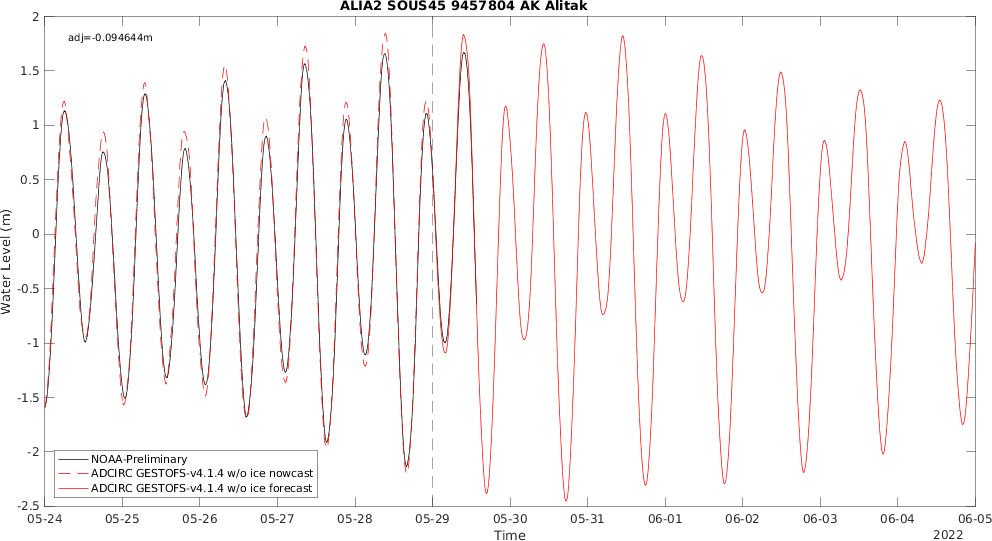 ALIA2 SOUS45 9457804 AK Alitak
adj=-0.094644m
Water Level (m)
2
1.5
1
0.5
0
-0.5
-1
-1.5
-2
-2.5
NOAA-Preliminary
ADCIRC GESTOFS-v4.1.4 w/o ice nowcast
ADCIRC GESTOFS-v4.1.4 w/o ice forecast
05-24 05-25 05-26 05-27 05-28 05-29 05-30 05-31 06-01 06-02 06-03 06-04 06-05
Time
2022